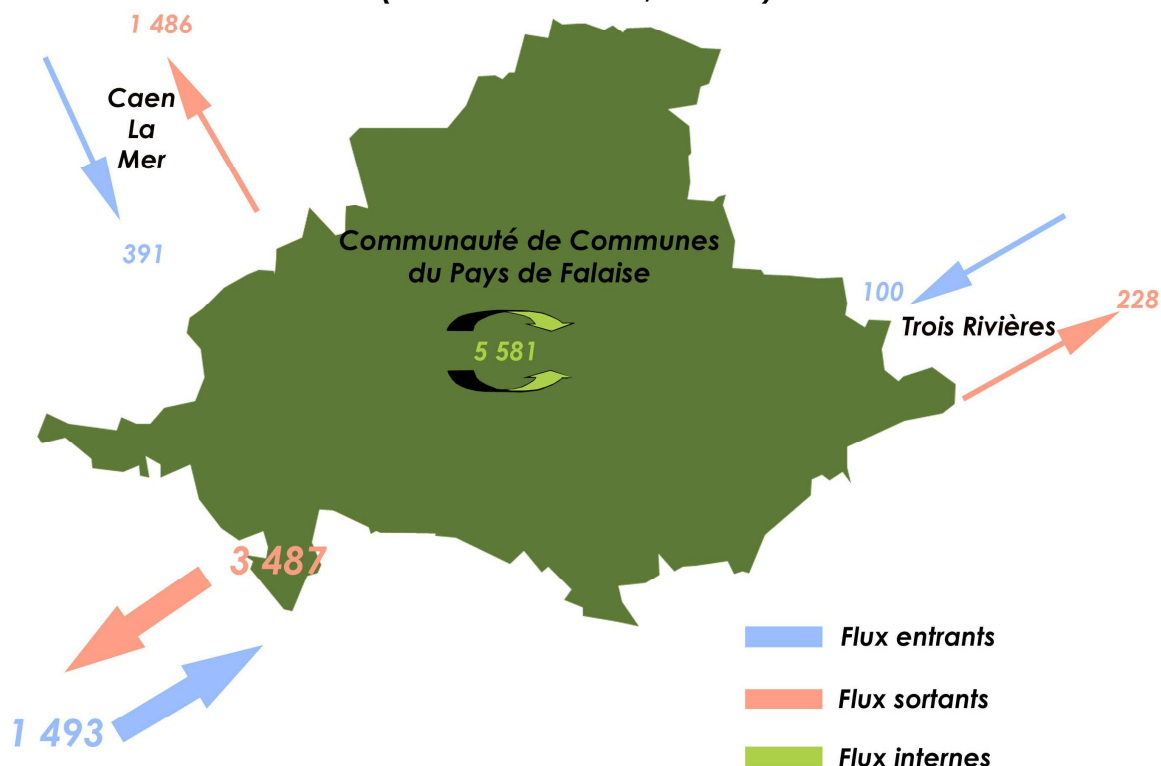 1 486
Caen
La
Mer
391
Communauté de Communes
du Pays de Falaise
5 581
100
228
Trois Rivières
3 487
1 493
Flux entrants
Flux sortants
Flux internes